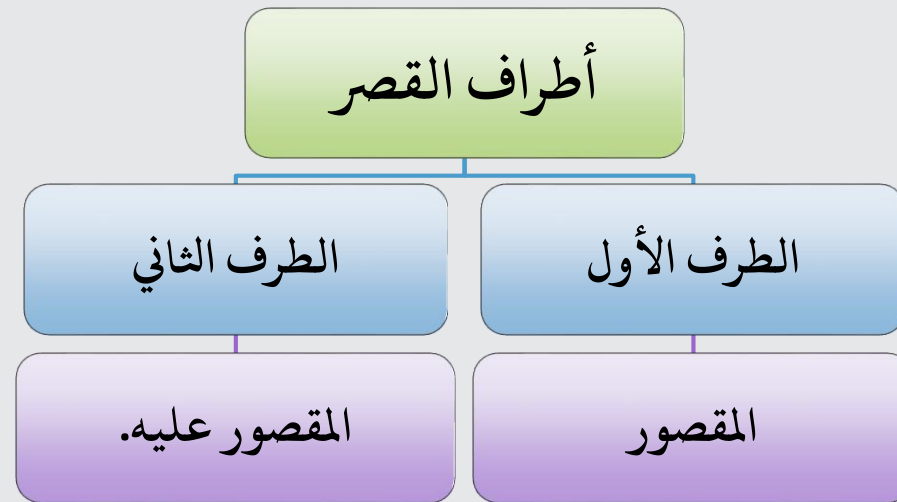 أطراف القصر
الطرف الأول
الطرف الثاني
المقصور
المقصور عليه.